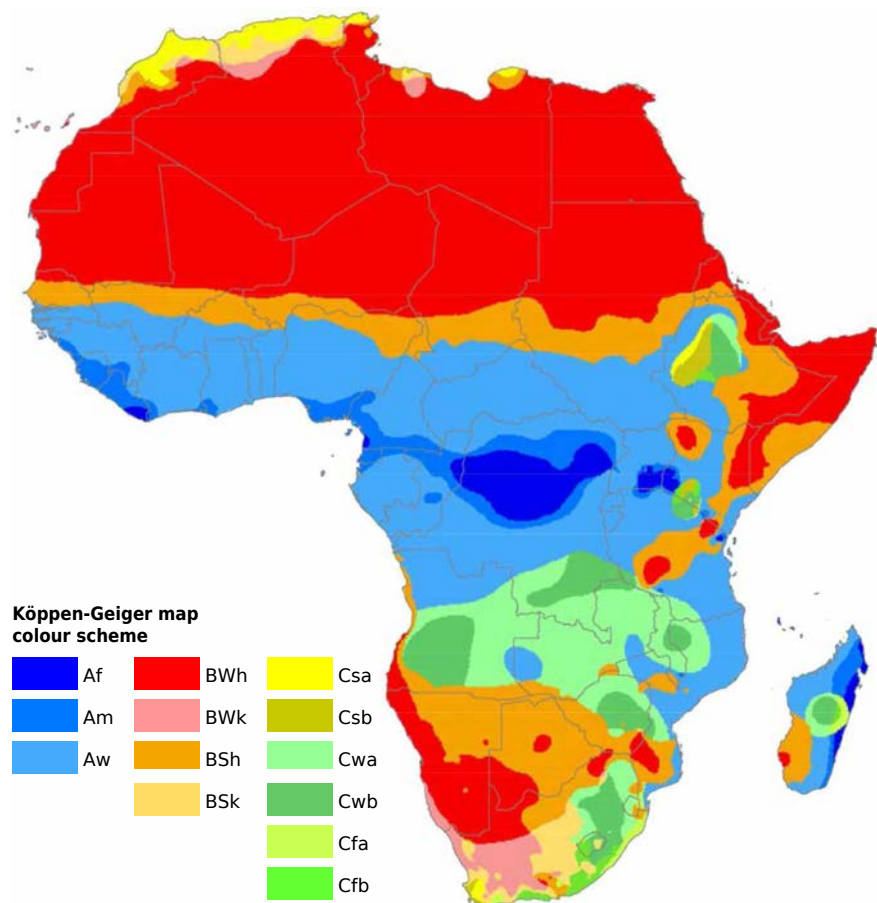 Köppen-Geiger map
colour scheme
Af
Am
Aw
BWh
BWk
BSh
BSk
Csa
Csb
Cwa
Cwb
Cfa
Cfb